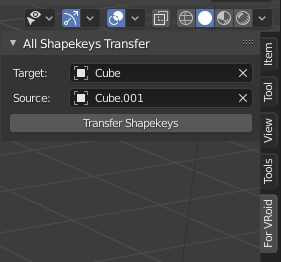 All Shapekeys Transfer
Target: Cube
Source: Cube.001
Transfer Shapekeys
Item
Tool
View
Tools
For VRoid